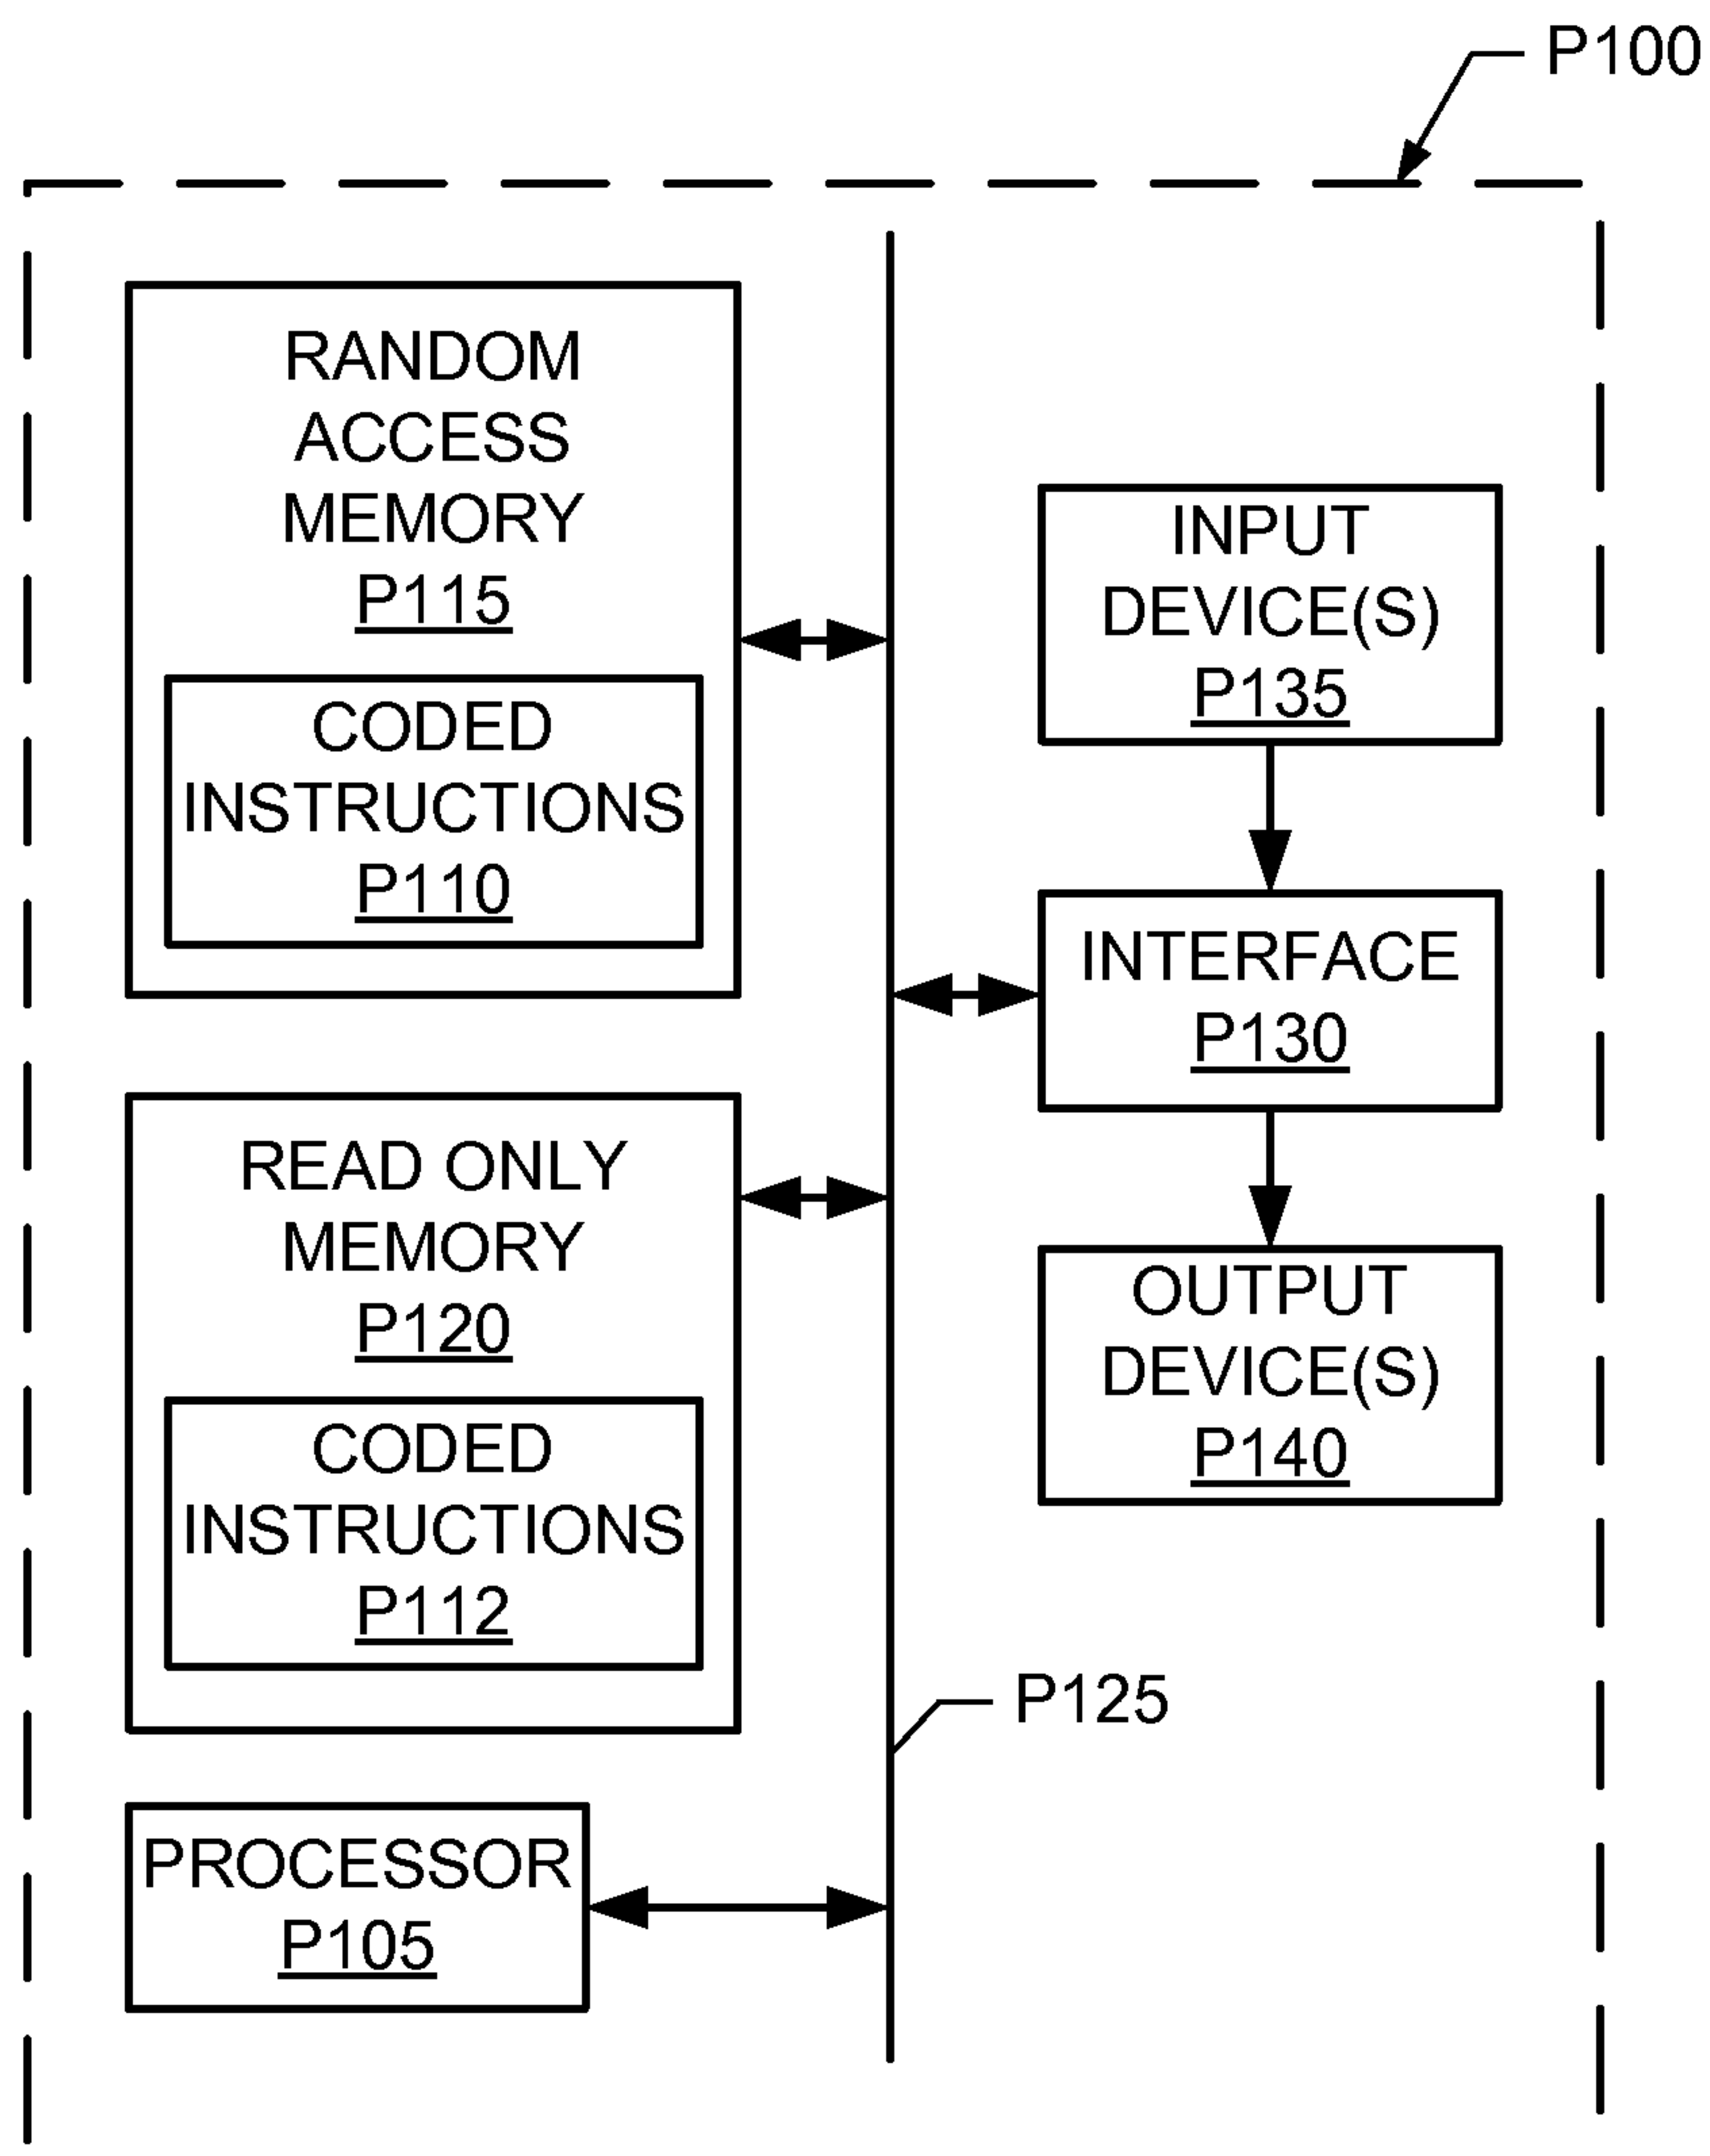 P100
RANDOM
ACCESS
MEMORY
P115
CODED
INSTRUCTIONS
P110
READ ONLY
MEMORY
P120
CODED
INSTRUCTIONS
P112
PROCESSOR
P105
INPUT
DEVICE(S)
P135
INTERFACE
P130
OUTPUT
DEVICE(S)
P140
P125